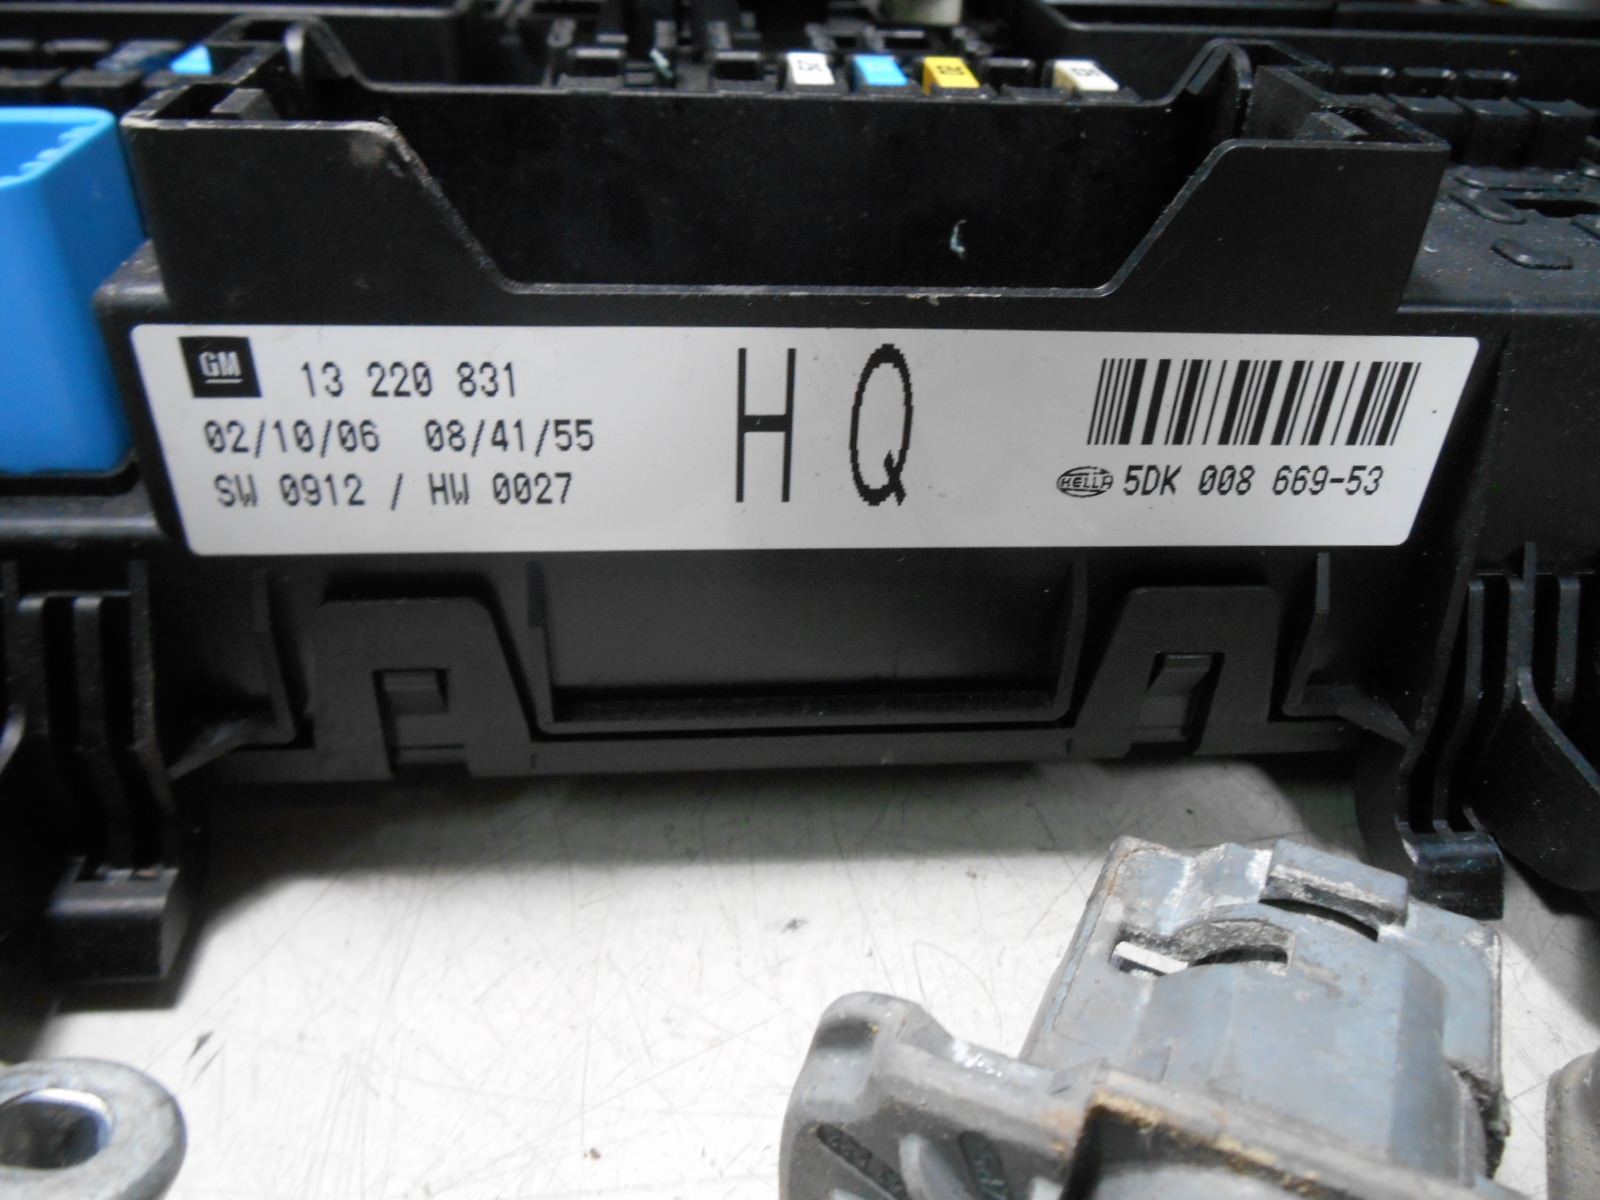 GM 13 220 831
02/10/06 08/41/55
SW 0912 / HW 0027
H Q
HELLA 5DK 008 669-53